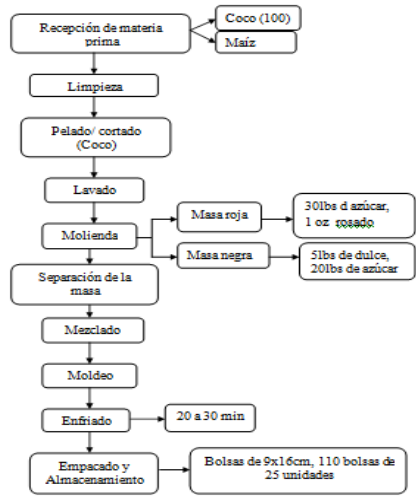 Recepción de materia
prima
Coco (100)
Maíz
Limpieza
Pelado/ cortado
(Coco)
Lavado
Molienda
Masa roja
30lbs d azúcar,
1 oz rosado
Masa negra
5lbs de dulce,
20lbs de azúcar
Separación de la
masa
Mezclado
Moldeo
Enfriado
20 a 30 min
Empacado y
Almacenamiento
Bolsas de 9x16cm, 110 bolsas de
25 unidades